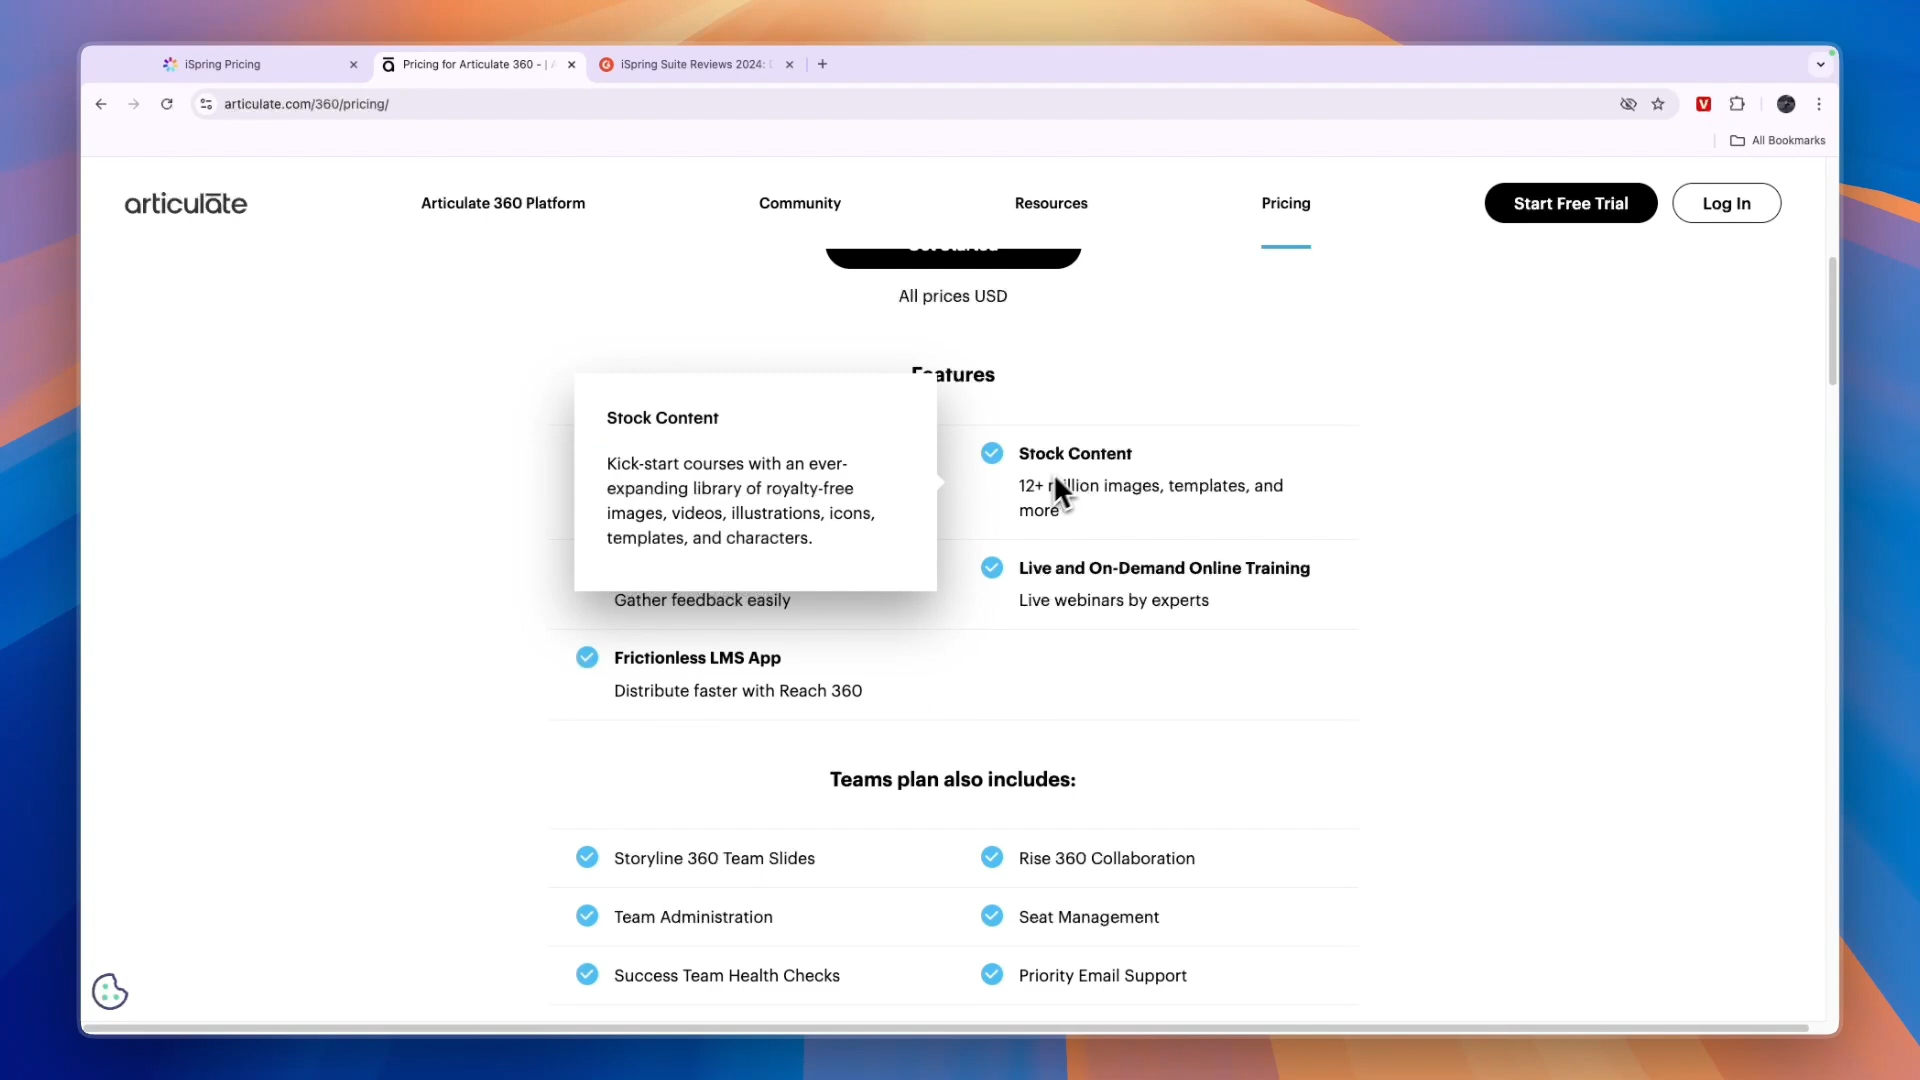 iSpring Pricing
Pricing for Articulate 360 - |
iSpring Suite Reviews 2024:
articulate.com/360/pricing/
All Bookmarks
articulāte
Articulate 360 Platform
Community
Resources
Pricing
Start Free Trial
Log In
All prices USD
Features
Stock Content
Kick-start courses with an ever-
expanding library of royalty-free
images, videos, illustrations, icons,
templates, and characters.
Stock Content
12+ million images, templates, and
more
Gather feedback easily
Live and On-Demand Online Training
Live webinars by experts
Frictionless LMS App
Distribute faster with Reach 360
Teams plan also includes:
Storyline 360 Team Slides
Rise 360 Collaboration
Team Administration
Seat Management
Success Team Health Checks
Priority Email Support